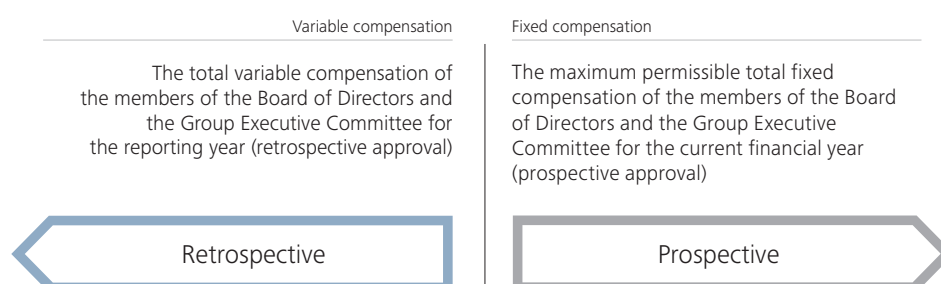 Variable compensation
The total variable compensation of
the members of the Board of Directors and
the Group Executive Committee for
the reporting year (retrospective approval)
Retrospective
Fixed compensation
The maximum permissible total fixed
compensation of the members of the Board
of Directors and the Group Executive
Committee for the current financial year
(prospective approval)
Prospective